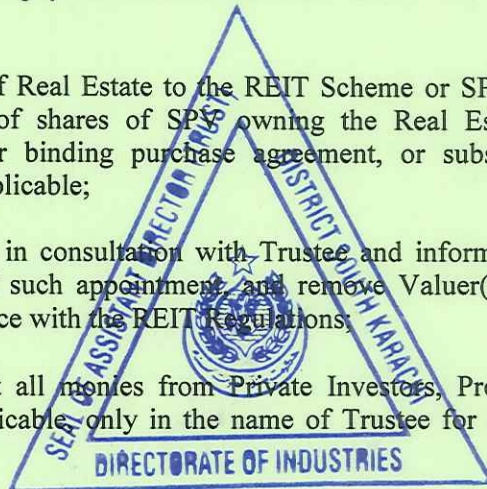 f Real Estate to the REIT Scheme or SP
of shares of SPV owning the Real Es
r binding purchase agreement, or subs
plicable;
in consultation with Trustee and inform
such appointment, and remove Valuer(
ce with the REIT Regulations;
t all monies from Private Investors, Pr
icable, only in the name of Trustee for
SEAL OF ASSISTANT DIRECTOR TRUST
DISTRICT SOUTH KARACHI
DIRECTORATE OF INDUSTRIES